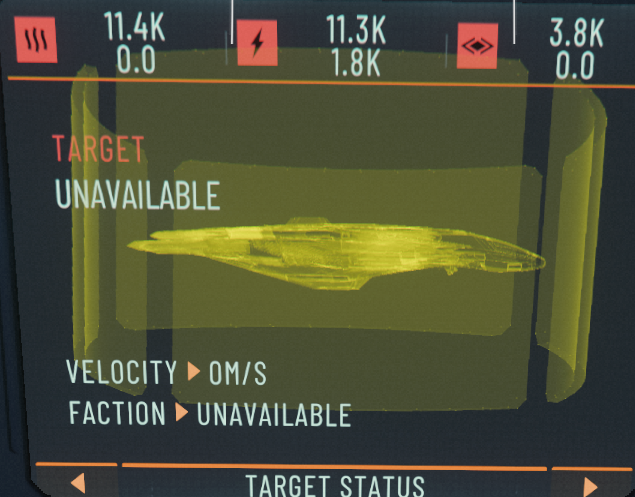 11.4K 11.3K 3.8K
0.0 1.8K 0.0
TARGET
UNAVAILABLE
VELOCITY 0M/S
FACTION UNAVAILABLE
TARGET STATUS